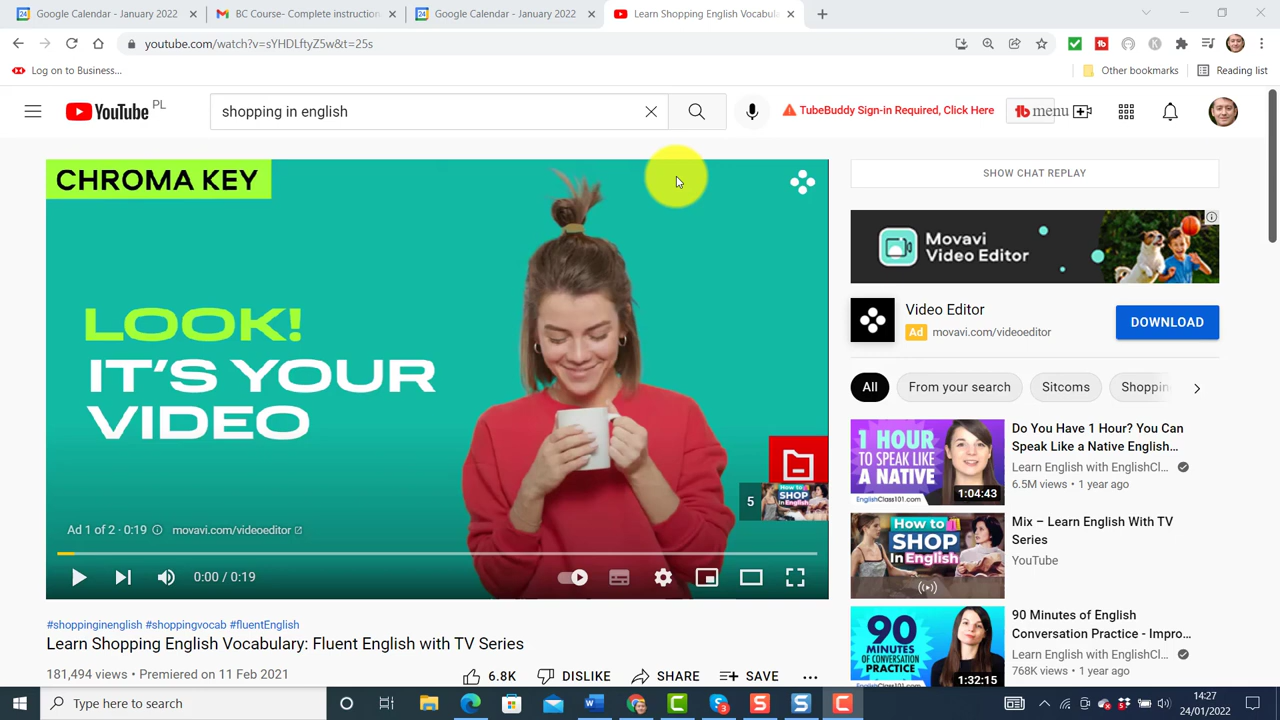 Google Calendar - January 2022
BC Course- Complete instruction
Google Calendar - January 2022
Learn Shopping English Vocabula
youtube.com/watch?v=sYHDLftyZ5w&t=25s
Log on to Business...
Other bookmarks
Reading list
YouTube PL
shopping in english
TubeBuddy Sign-in Required, Click Here
tb menu
CHROMA KEY
LOOK!
IT'S YOUR
VIDEO
5
How to
SHOP
in English
Ad 1 of 2 · 0:19
movavi.com/videoeditor
0:00 / 0:19
#shoppinginenglish #shoppingvocab #fluentEnglish
Learn Shopping English Vocabulary: Fluent English with TV Series
181,494 views • Premiered 11 Feb 2021
6.8K
DISLIKE
SHARE
SAVE
SHOW CHAT REPLAY
Movavi
Video Editor
Video Editor
Ad movavi.com/videoeditor
DOWNLOAD
All
From your search
Sitcoms
Shoppin
1 HOUR
TO SPEAK LIKE
A NATIVE
1:04:43
Do You Have 1 Hour? You Can
Speak Like a Native English...
Learn English with EnglishCl...
6.5M views • 1 year ago
How to
SHOP
in English
Mix – Learn English With TV
Series
YouTube
90
MINUTES
OF CONVERSATION
PRACTICE
1:32:15
90 Minutes of English
Conversation Practice - Impro...
Learn English with EnglishCl...
768K views • 1 year ago
Type here to search
14:27
24/01/2022